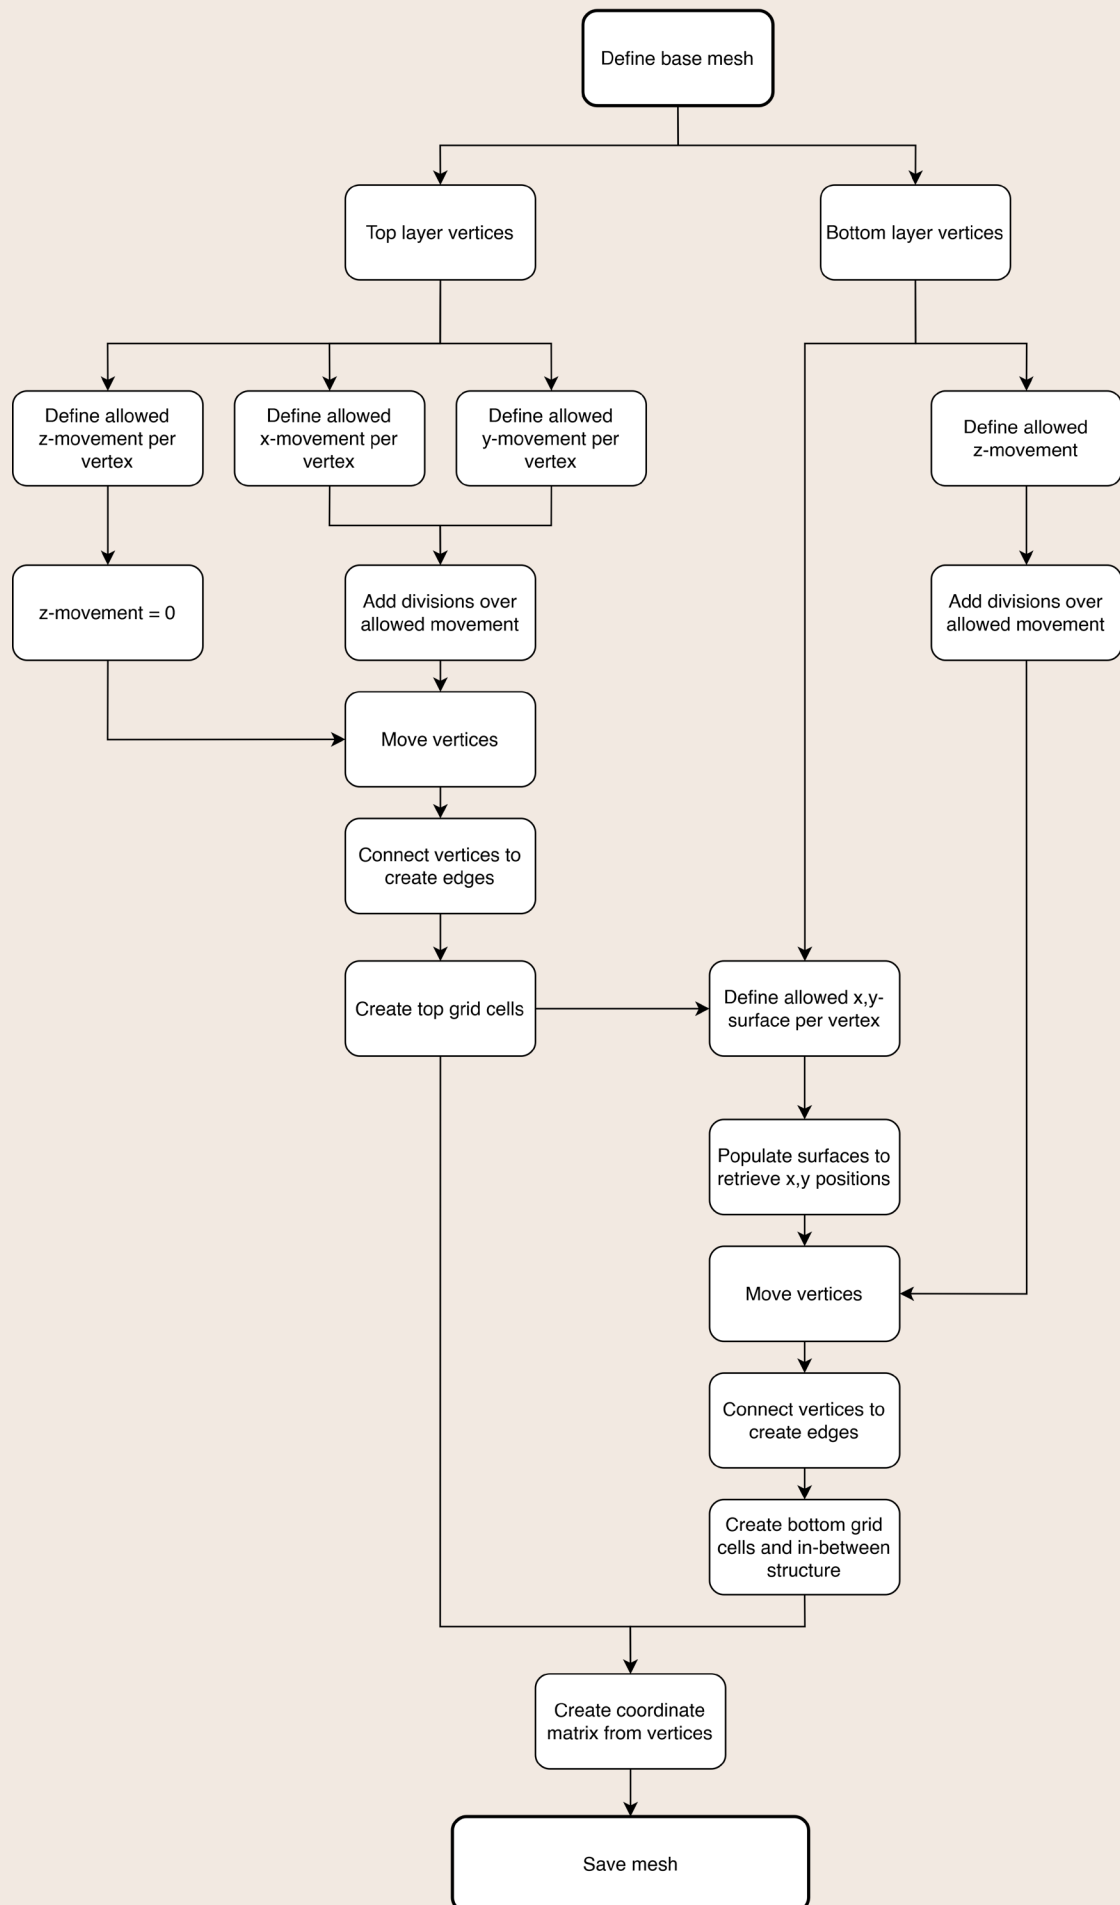 Define base mesh
Top layer vertices
Bottom layer vertices
Define allowed
z-movement per
vertex
Define allowed
x-movement per
vertex
Define allowed
y-movement per
vertex
Define allowed
z-movement
z-movement = 0
Add divisions over
allowed movement
Add divisions over
allowed movement
Move vertices
Connect vertices to
create edges
Create top grid cells
Define allowed x,y-
surface per vertex
Populate surfaces to
retrieve x,y positions
Move vertices
Connect vertices to
create edges
Create bottom grid
cells and in-between
structure
Create coordinate
matrix from vertices
Save mesh